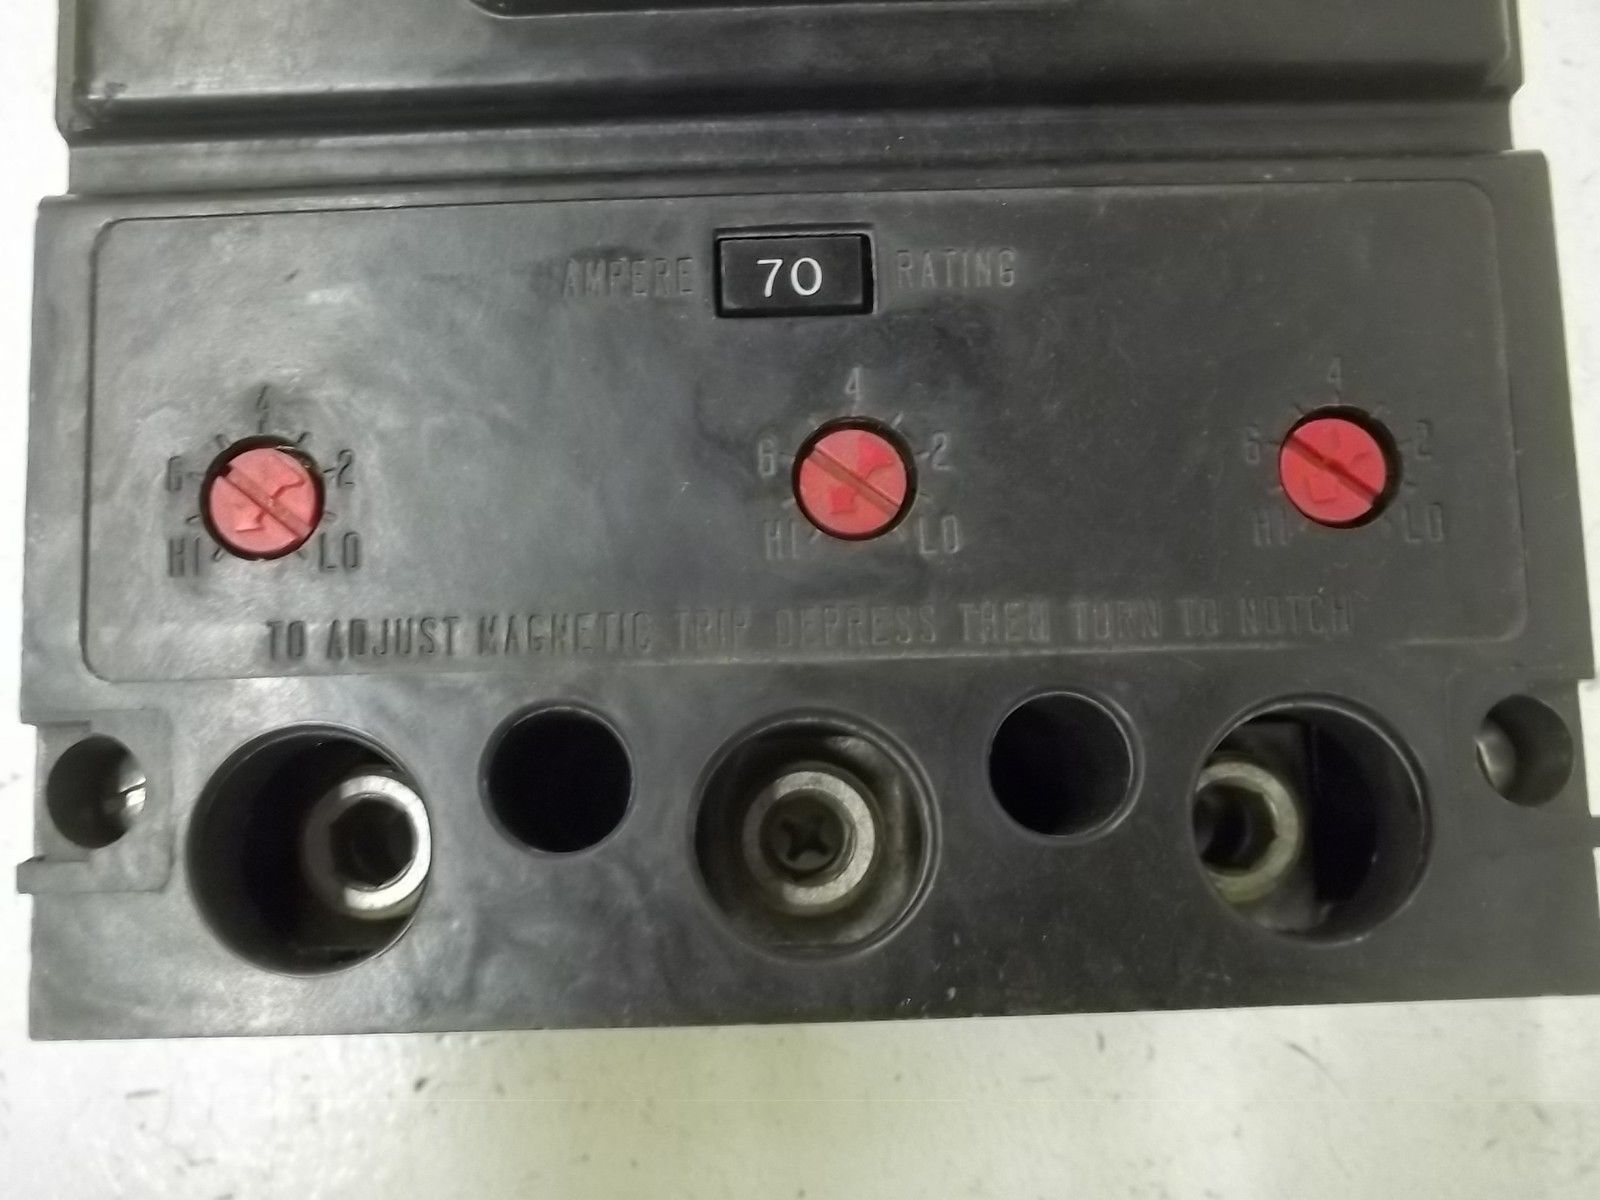 AMPERE 70 RATING
4 4 4
6 2 6 2 6 2
HI LO HI LO HI LO
TO ADJUST MAGNETIC TRIP DEPRESS THEN TURN TO NOTCH